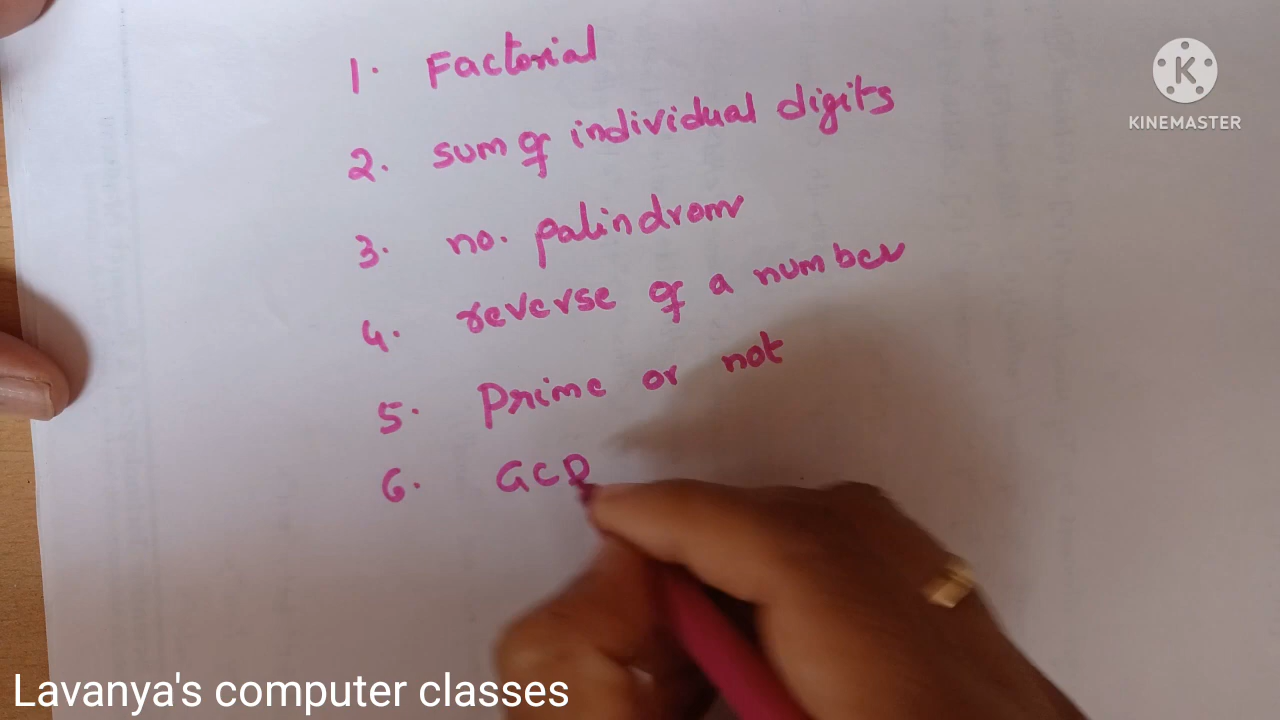 1. Factorial
2. sum of individual digits
3. no. palindrom
4. reverse of a number
5. Prime or not
6. GCD
KINEMASTER
Lavanya's computer classes